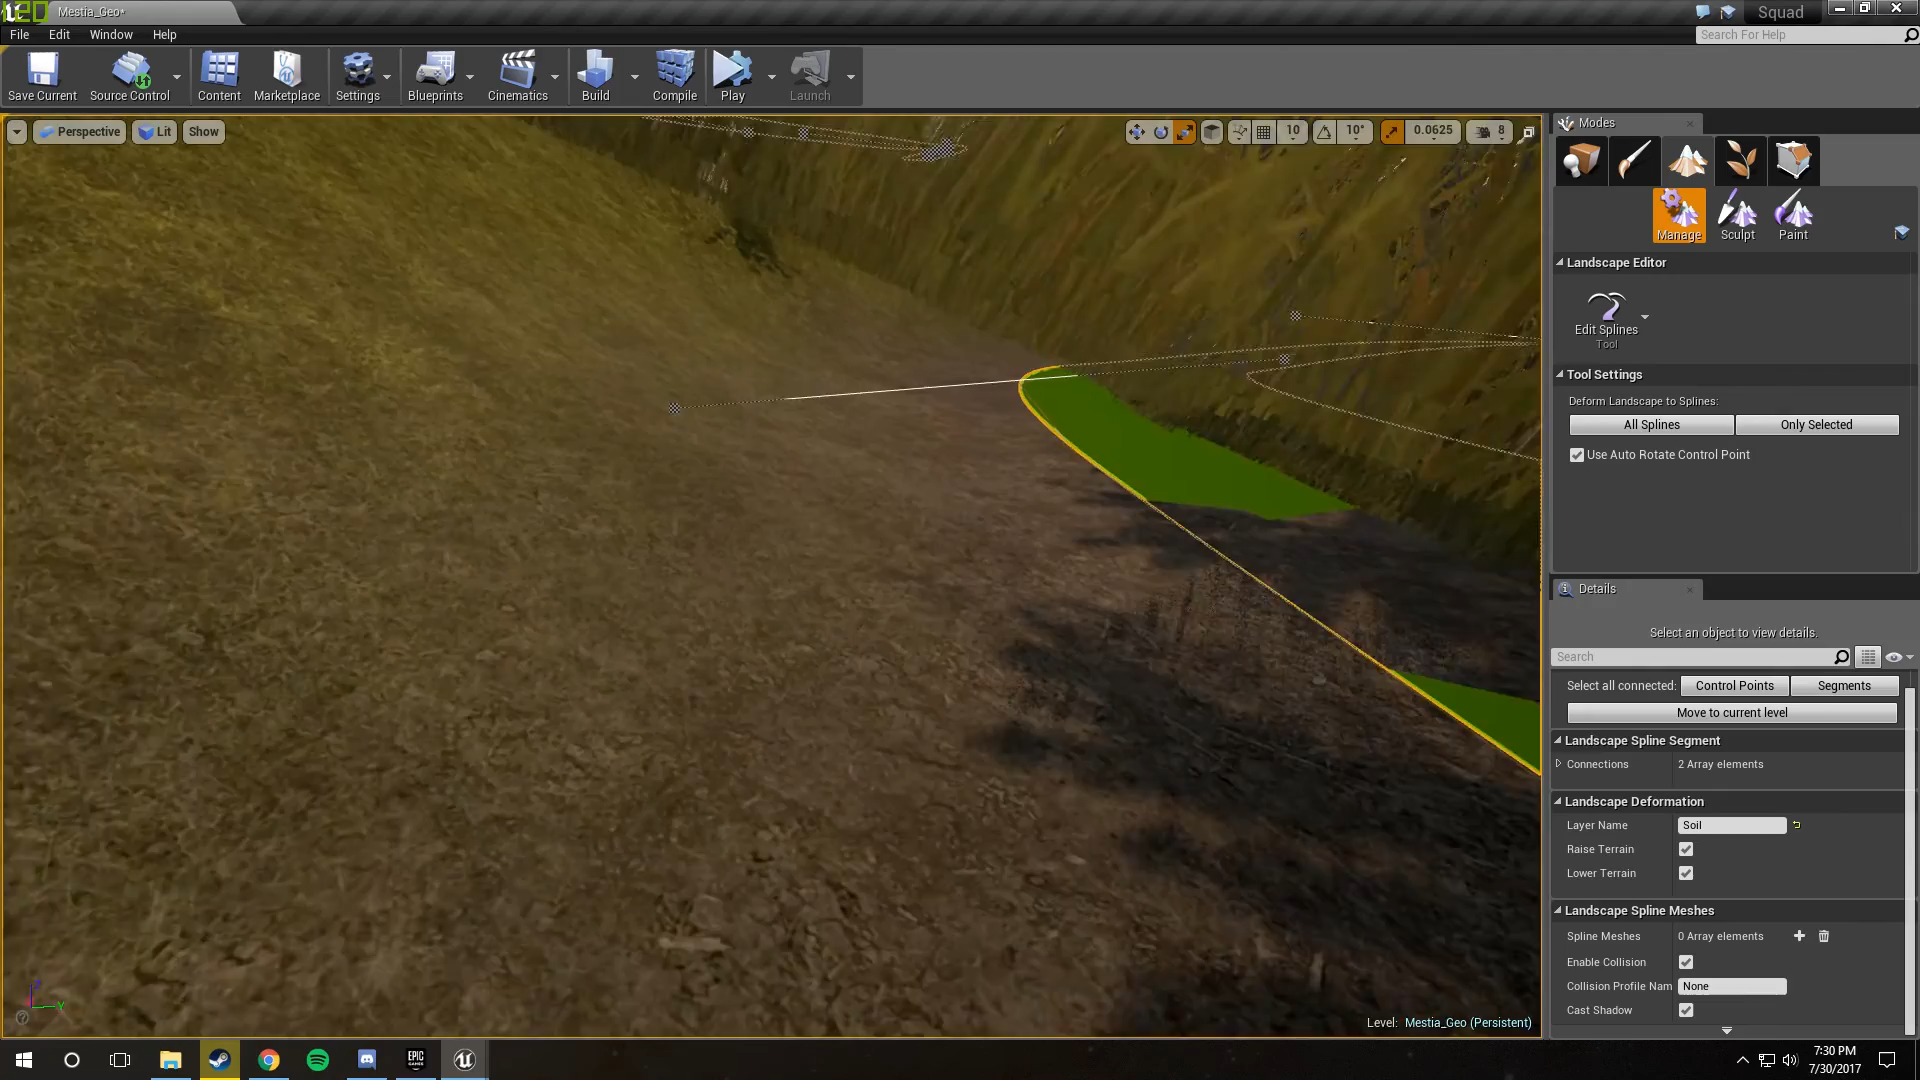 120
Mestia_Geo*
Squad
File Edit Window Help
Search For Help
Save Current
Source Control
Content
Marketplace
Settings
Blueprints
Cinematics
Build
Compile
Play
Launch
Perspective
Lit
Show
10
10°
0.0625
8
Modes
Manage
Sculpt
Paint
Landscape Editor
Edit Splines
Tool
Tool Settings
Deform Landscape to Splines:
All Splines
Only Selected
Use Auto Rotate Control Point
Details
Select an object to view details.
Search
Select all connected: Control Points Segments
Move to current level
Landscape Spline Segment
Connections 2 Array elements
Landscape Deformation
Layer Name Soil
Raise Terrain
Lower Terrain
Landscape Spline Meshes
Spline Meshes 0 Array elements
Enable Collision
Collision Profile Nam None
Cast Shadow
Level: Mestia_Geo (Persistent)
Y
EPIC
GAMES
7:30 PM
7/30/2017